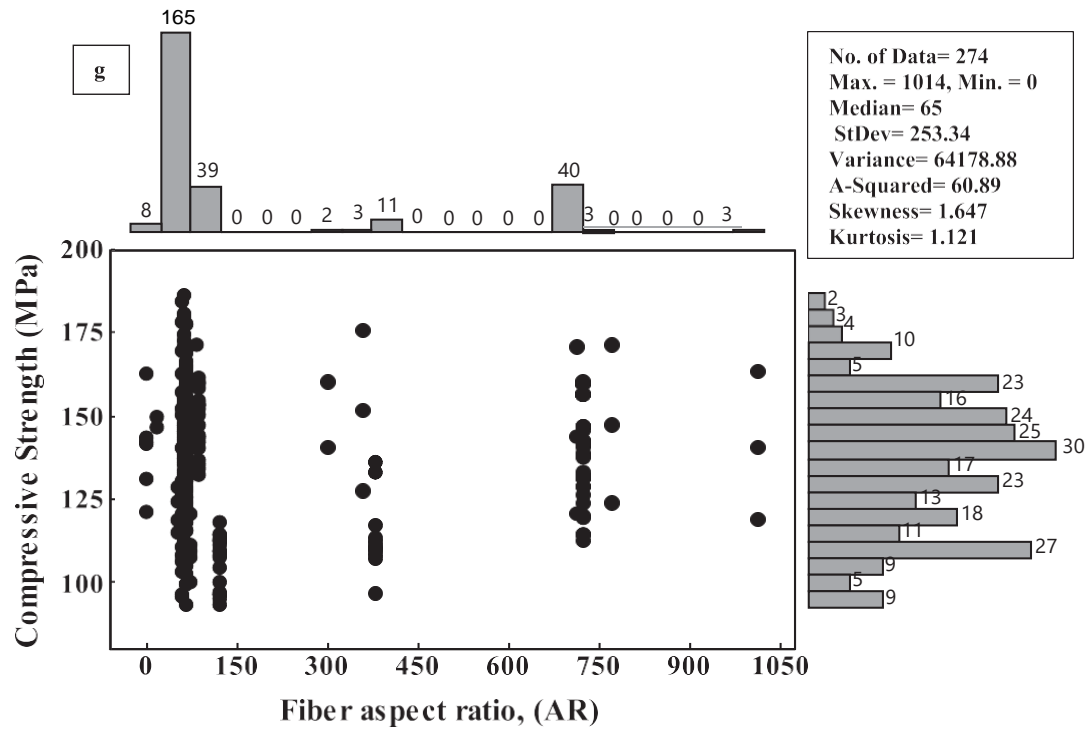 165
g
39
8
0 0 0 2 3 11 0 0 0 0 0 40 3 0 0 0 0 3
No. of Data= 274
Max. = 1014, Min. = 0
Median= 65
StDev= 253.34
Variance= 64178.88
A-Squared= 60.89
Skewness= 1.647
Kurtosis= 1.121
Compressive Strength (MPa)
200
175
150
125
100
0 150 300 450 600 750 900 1050
Fiber aspect ratio, (AR)
2
3
4
10
5
23
16
24
25
30
17
23
13
18
11
27
9
5
9